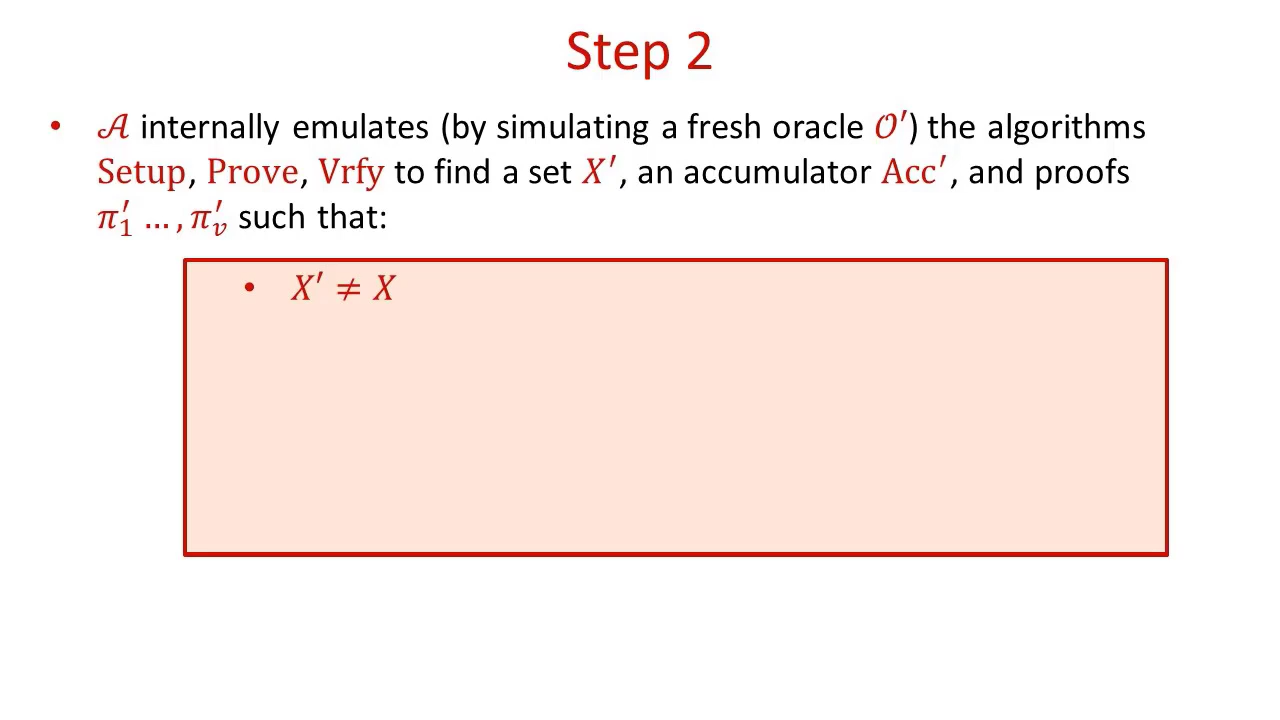 Step 2
• 𝒜 internally emulates (by simulating a fresh oracle 𝒪′) the algorithms
Setup, Prove, Vrfy to find a set X′, an accumulator Acc′, and proofs
π′₁ … , π′ᵥ such that:
• X′ ≠ X